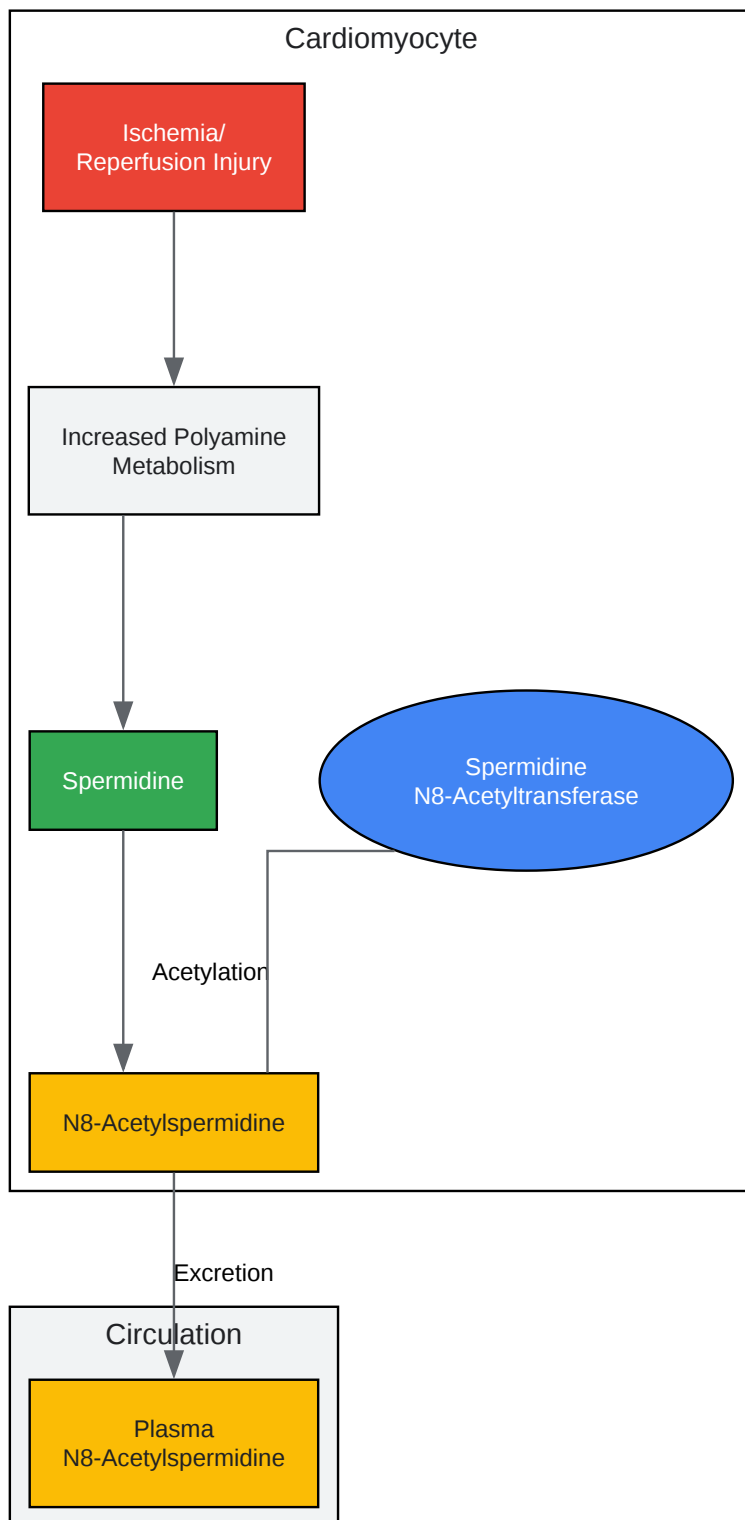 Cardiomyocyte
Ischemia/
Reperfusion Injury
Increased Polyamine
Metabolism
Spermidine
Spermidine
N8-Acetyltransferase
Acetylation
N8-Acetylspermidine
Excretion
Circulation
Plasma
N8-Acetylspermidine